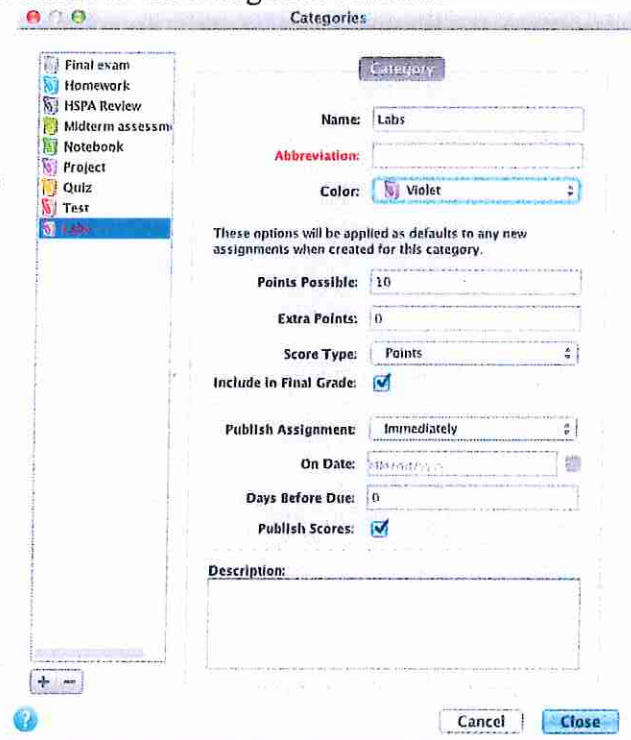 Categories
Final exam
Homework
HSPA Review
Midterm assessm
Notebook
Project
Quiz
Test
Labs
Category
Name: Labs
Abbreviation:
Color: Violet
These options will be applied as defaults to any new
assignments when created for this category.
Points Possible: 10
Extra Points: 0
Score Type: Points
Include in Final Grade:
Publish Assignment: Immediately
On Date:
Days Before Due: 0
Publish Scores:
Description:
+ −
?
Cancel
Close